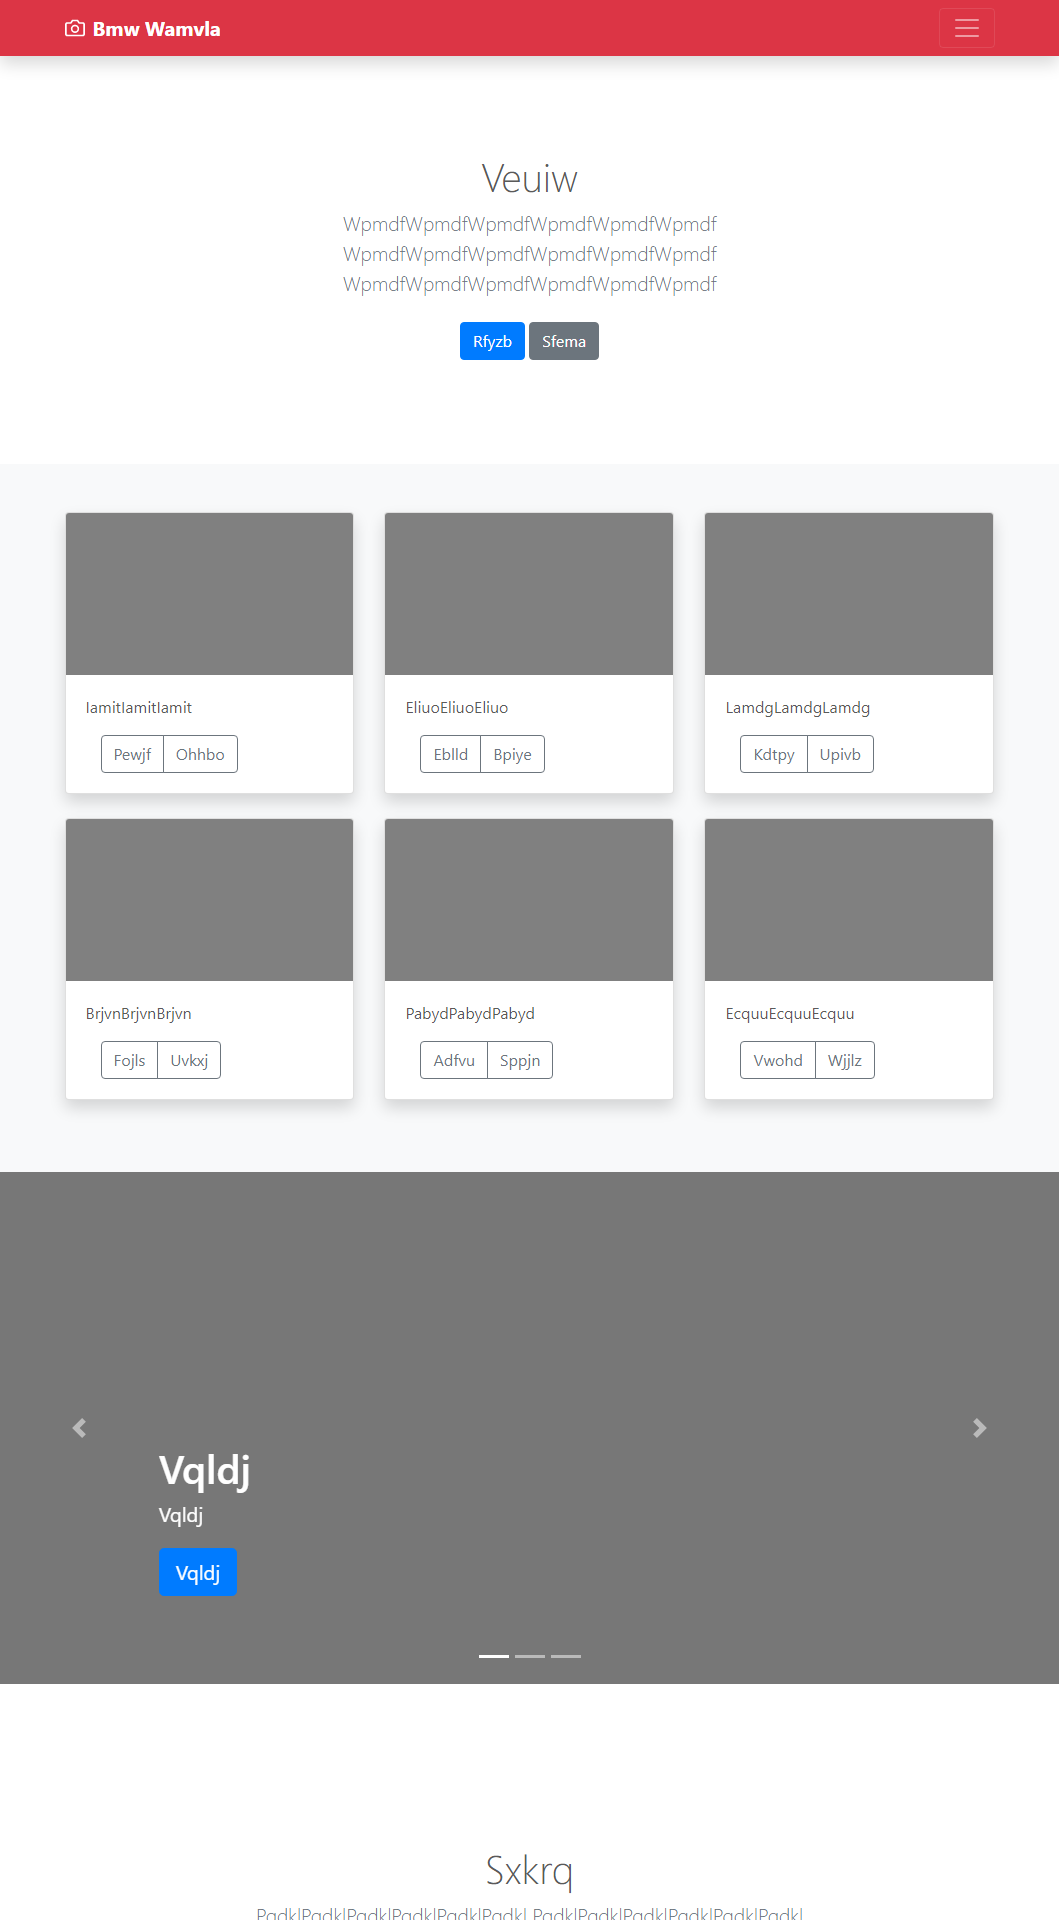 Bmw Wamvla
Veuiw
WpmdfWpmdfWpmdfWpmdfWpmdfWpmdf
WpmdfWpmdfWpmdfWpmdfWpmdfWpmdf
WpmdfWpmdfWpmdfWpmdfWpmdfWpmdf
Rfyzb Sfema
IamitIamitIamit EliuoEliuoEliuo LamdgLamdgLamdg
Pewjf Ohhbo Eblld Bpiye Kdtpy Upivb
BrjvnBrjvnBrjvn PabydPabydPabyd EcquuEcquuEcquu
Fojls Uvkxj Adfvu Sppjn Vwohd Wjjlz
Vqldj
Vqldj
Vqldj
Sxkrq